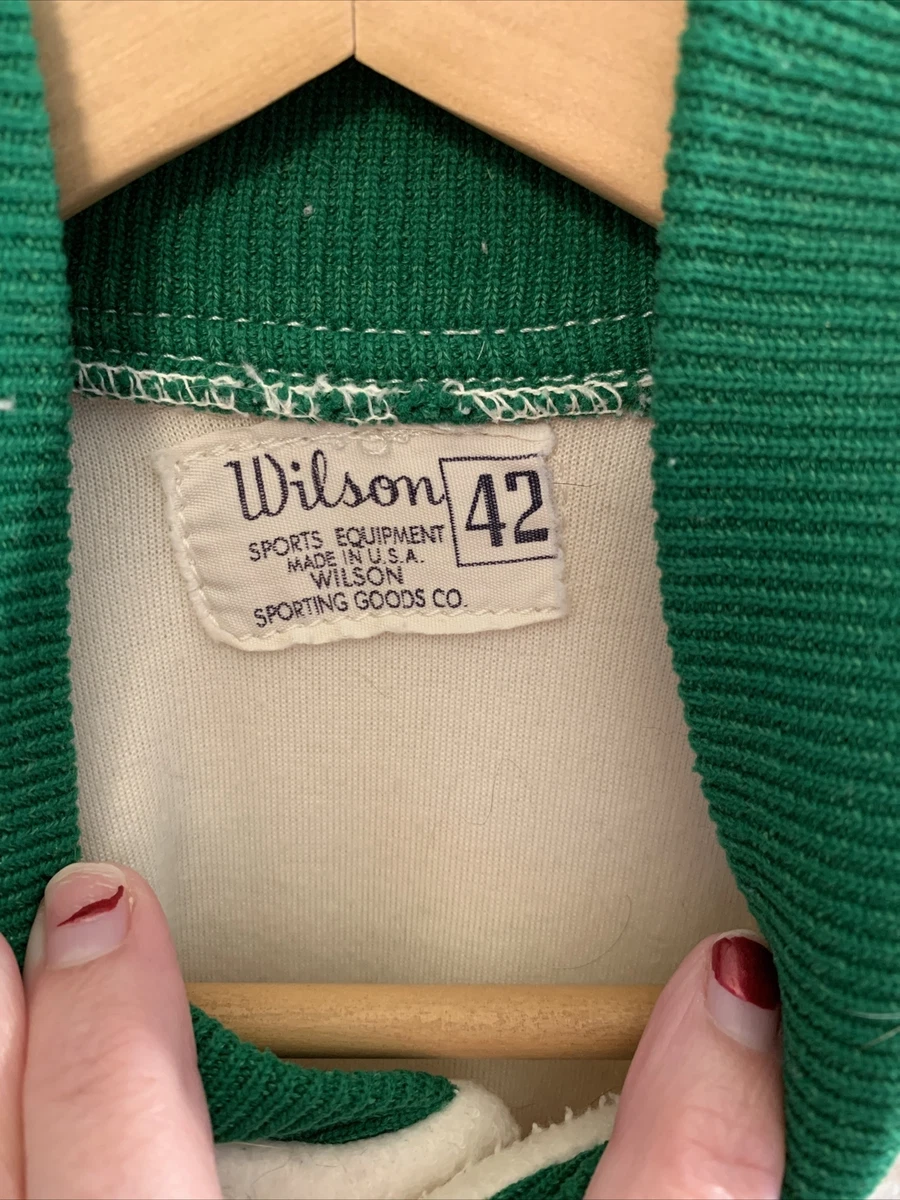 Wilson 42
SPORTS EQUIPMENT
MADE IN U.S.A.
WILSON
SPORTING GOODS CO.